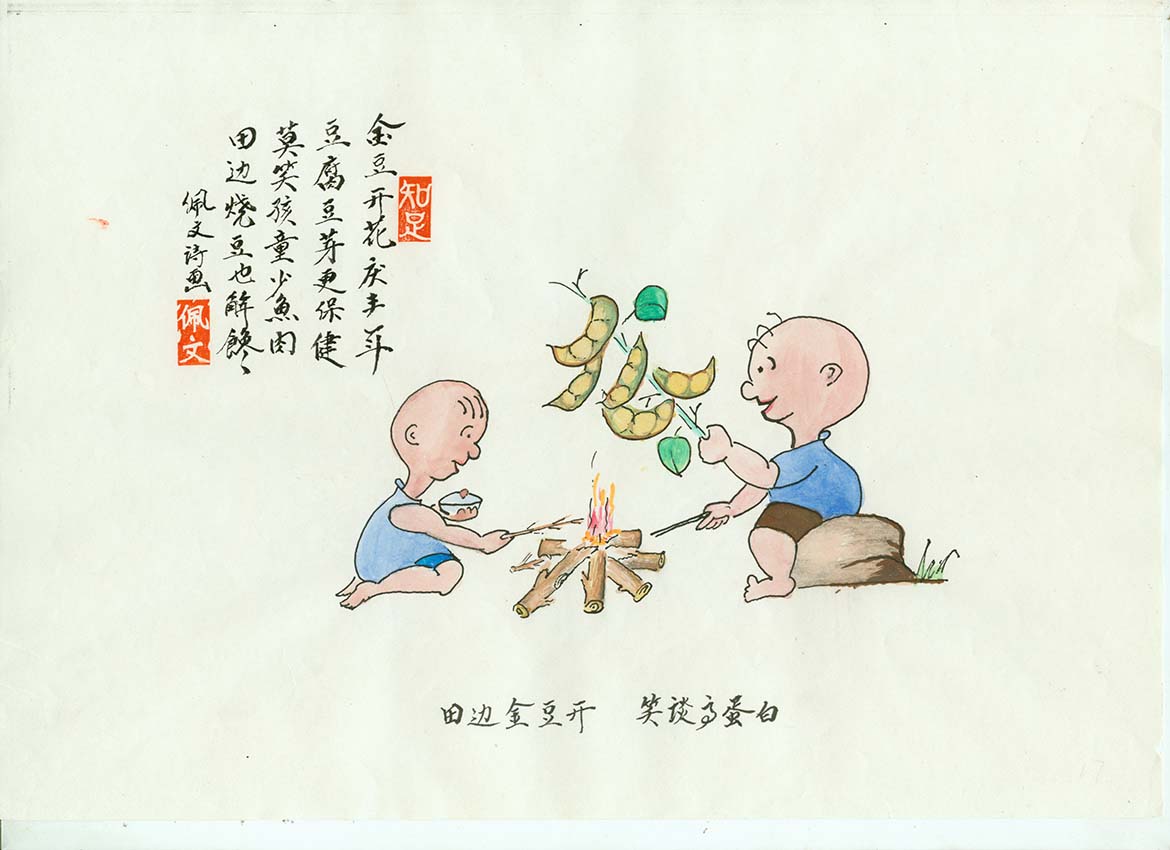 知足
金豆开花庆丰年
豆腐豆芽更保健
莫笑孩童少魚肉
田边烧豆也解馋、
佩文诗画
佩文
田边金豆开 笑谈高蛋白